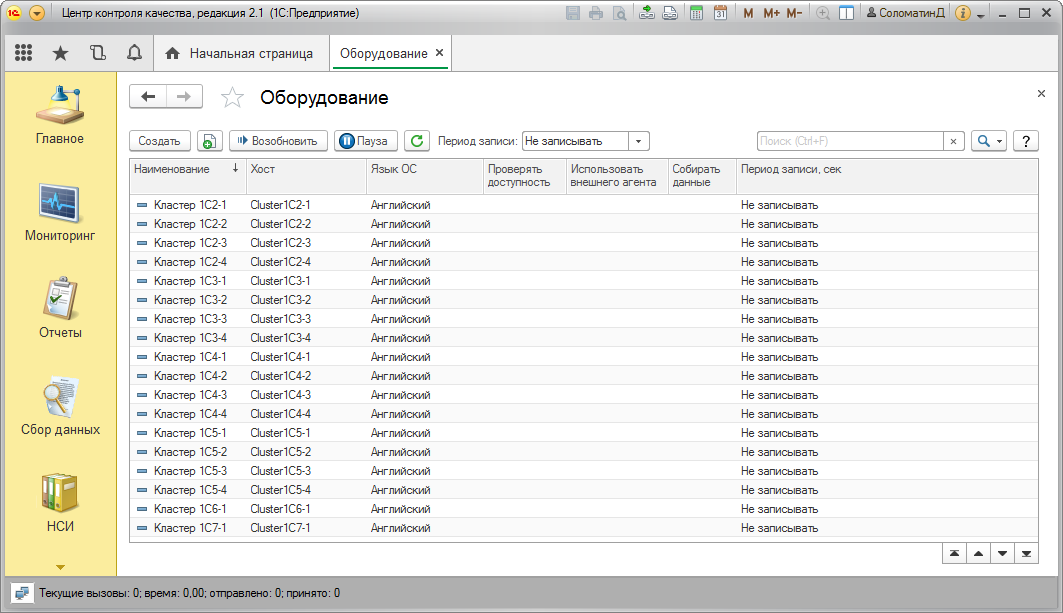 Центр контроля качества, редакция 2.1 (1С:Предприятие)
M M+ M- СоломатинД
Начальная страница Оборудование
Главное
Мониторинг
Отчеты
Сбор данных
НСИ
Оборудование
Создать Возобновить Пауза Период записи: Не записывать Поиск (Ctrl+F) ?
Наименование Хост Язык ОС Проверять доступность Использовать внешнего агента Собирать данные Период записи, сек
Кластер 1С2-1 Cluster1C2-1 Английский Не записывать
Кластер 1С2-2 Cluster1C2-2 Английский Не записывать
Кластер 1С2-3 Cluster1C2-3 Английский Не записывать
Кластер 1С2-4 Cluster1C2-4 Английский Не записывать
Кластер 1С3-1 Cluster1C3-1 Английский Не записывать
Кластер 1С3-2 Cluster1C3-2 Английский Не записывать
Кластер 1С3-3 Cluster1C3-3 Английский Не записывать
Кластер 1С3-4 Cluster1C3-4 Английский Не записывать
Кластер 1С4-1 Cluster1C4-1 Английский Не записывать
Кластер 1С4-2 Cluster1C4-2 Английский Не записывать
Кластер 1С4-3 Cluster1C4-3 Английский Не записывать
Кластер 1С4-4 Cluster1C4-4 Английский Не записывать
Кластер 1С5-1 Cluster1C5-1 Английский Не записывать
Кластер 1С5-2 Cluster1C5-2 Английский Не записывать
Кластер 1С5-3 Cluster1C5-3 Английский Не записывать
Кластер 1С5-4 Cluster1C5-4 Английский Не записывать
Кластер 1С6-1 Cluster1C6-1 Английский Не записывать
Кластер 1С7-1 Cluster1C7-1 Английский Не записывать
Текущие вызовы: 0; время: 0,00; отправлено: 0; принято: 0